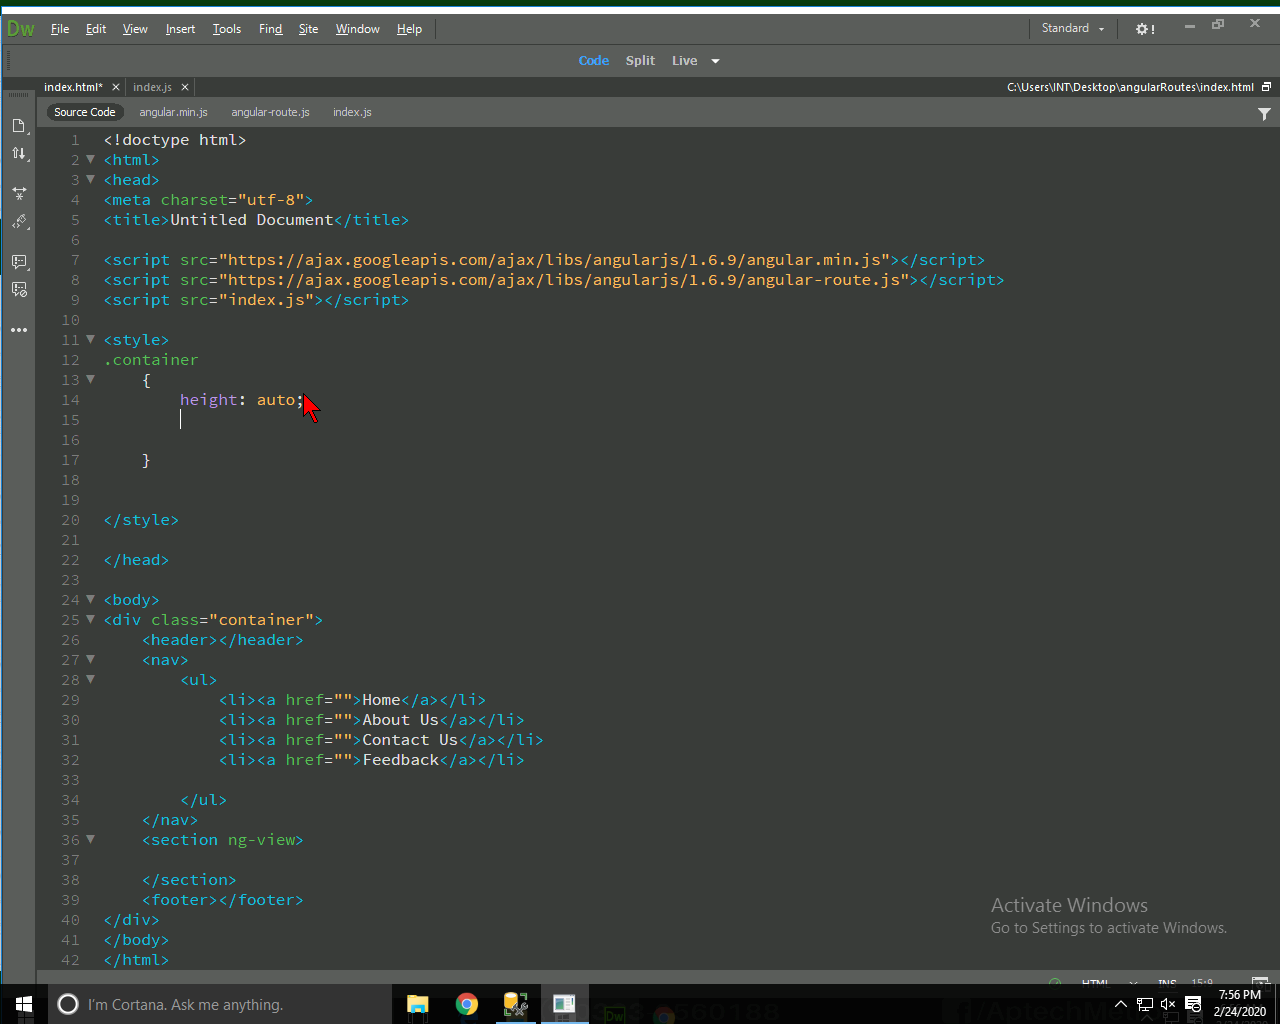 Dw File Edit View Insert Tools Find Site Window Help Standard
Code Split Live
index.html* index.js C:\Users\INT\Desktop\angularRoutes\index.html
Source Code angular.min.js angular-route.js index.js
1 <!doctype html>
2 <html>
3 <head>
4 <meta charset="utf-8">
5 <title>Untitled Document</title>
6
7 <script src="https://ajax.googleapis.com/ajax/libs/angularjs/1.6.9/angular.min.js"></script>
8 <script src="https://ajax.googleapis.com/ajax/libs/angularjs/1.6.9/angular-route.js"></script>
9 <script src="index.js"></script>
10
11 <style>
12 .container
13 {
14 height: auto;
15
16
17 }
18
19
20 </style>
21
22 </head>
23
24 <body>
25 <div class="container">
26 <header></header>
27 <nav>
28 <ul>
29 <li><a href="">Home</a></li>
30 <li><a href="">About Us</a></li>
31 <li><a href="">Contact Us</a></li>
32 <li><a href="">Feedback</a></li>
33
34 </ul>
35 </nav>
36 <section ng-view>
37
38 </section>
39 <footer></footer>
40 </div>
41 </body>
42 </html>
Activate Windows
Go to Settings to activate Windows.
HTML INS 15:9
I'm Cortana. Ask me anything.
7:56 PM
2/24/2020